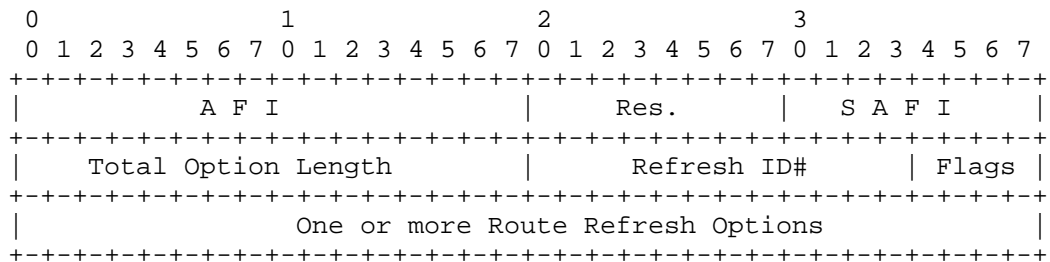 0                   1                   2                   3
 0 1 2 3 4 5 6 7 0 1 2 3 4 5 6 7 0 1 2 3 4 5 6 7 0 1 2 3 4 5 6 7
+-+-+-+-+-+-+-+-+-+-+-+-+-+-+-+-+-+-+-+-+-+-+-+-+-+-+-+-+-+-+-+
|             A F I             |      Res.     |   S A F I     |
+-+-+-+-+-+-+-+-+-+-+-+-+-+-+-+-+-+-+-+-+-+-+-+-+-+-+-+-+-+-+-+
|    Total Option Length        |      Refresh ID#      | Flags |
+-+-+-+-+-+-+-+-+-+-+-+-+-+-+-+-+-+-+-+-+-+-+-+-+-+-+-+-+-+-+-+
|                 One or more Route Refresh Options             |
+-+-+-+-+-+-+-+-+-+-+-+-+-+-+-+-+-+-+-+-+-+-+-+-+-+-+-+-+-+-+-+